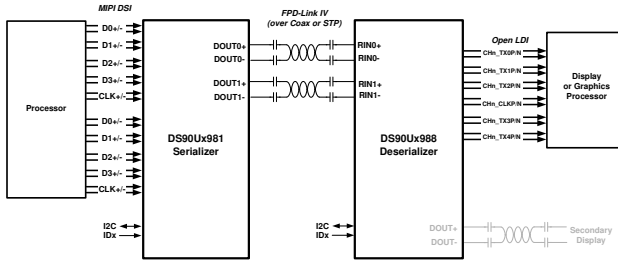 MIPI DSI
FPD-Link IV
(over Coax or STP)
Open LDI
Processor
D0+/-
D1+/-
D2+/-
D3+/-
CLK+/-
D0+/-
D1+/-
D2+/-
D3+/-
CLK+/-
I2C
IDx
DS90Ux981
Serializer
DOUT0+
DOUT0-
DOUT1+
DOUT1-
RIN0+
RIN0-
RIN1+
RIN1-
DS90Ux988
Deserializer
I2C
IDx
CHn_TX0P/N
CHn_TX1P/N
CHn_TX2P/N
CHn_CLKP/N
CHn_TX3P/N
CHn_TX4P/N
Display
or Graphics
Processor
DOUT+
DOUT-
Secondary
Display